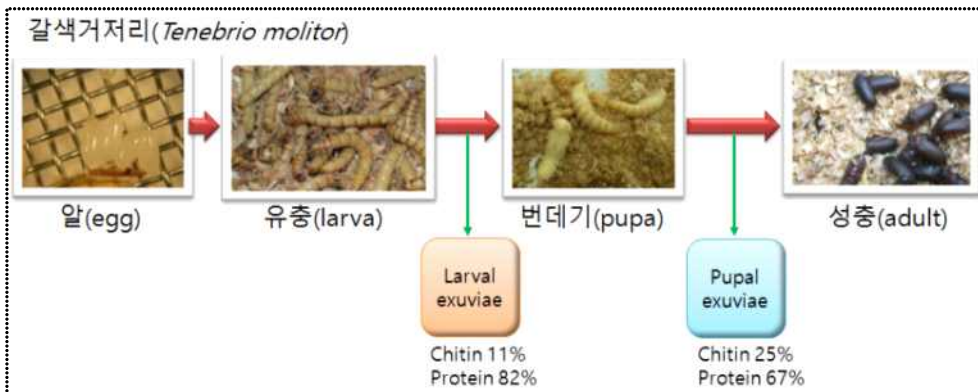 갈색거저리(Tenebrio molitor)
알(egg)
유충(larva)
번데기(pupa)
성충(adult)
Larval
exuviae
Pupal
exuviae
Chitin 11%
Protein 82%
Chitin 25%
Protein 67%